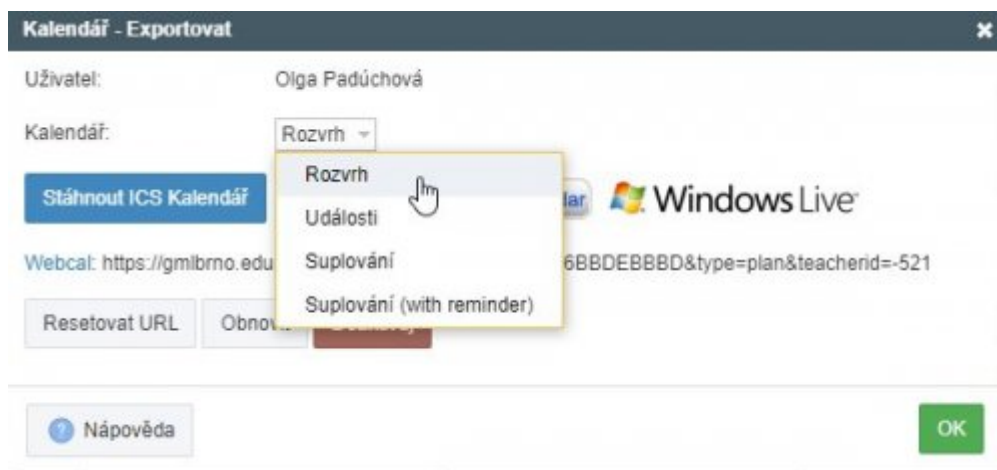 Kalendář - Exportovat
Uživatel: Olga Padúchová
Kalendář: Rozvrh
Rozvrh
Stáhnout ICS Kalendář
Windows Live
Události
Webcal: https://gmlbrno.edu 6BBDEBBBD&type=plan&teacherid=-521
Suplování
Suplování (with reminder)
Resetovat URL
Nápověda
OK